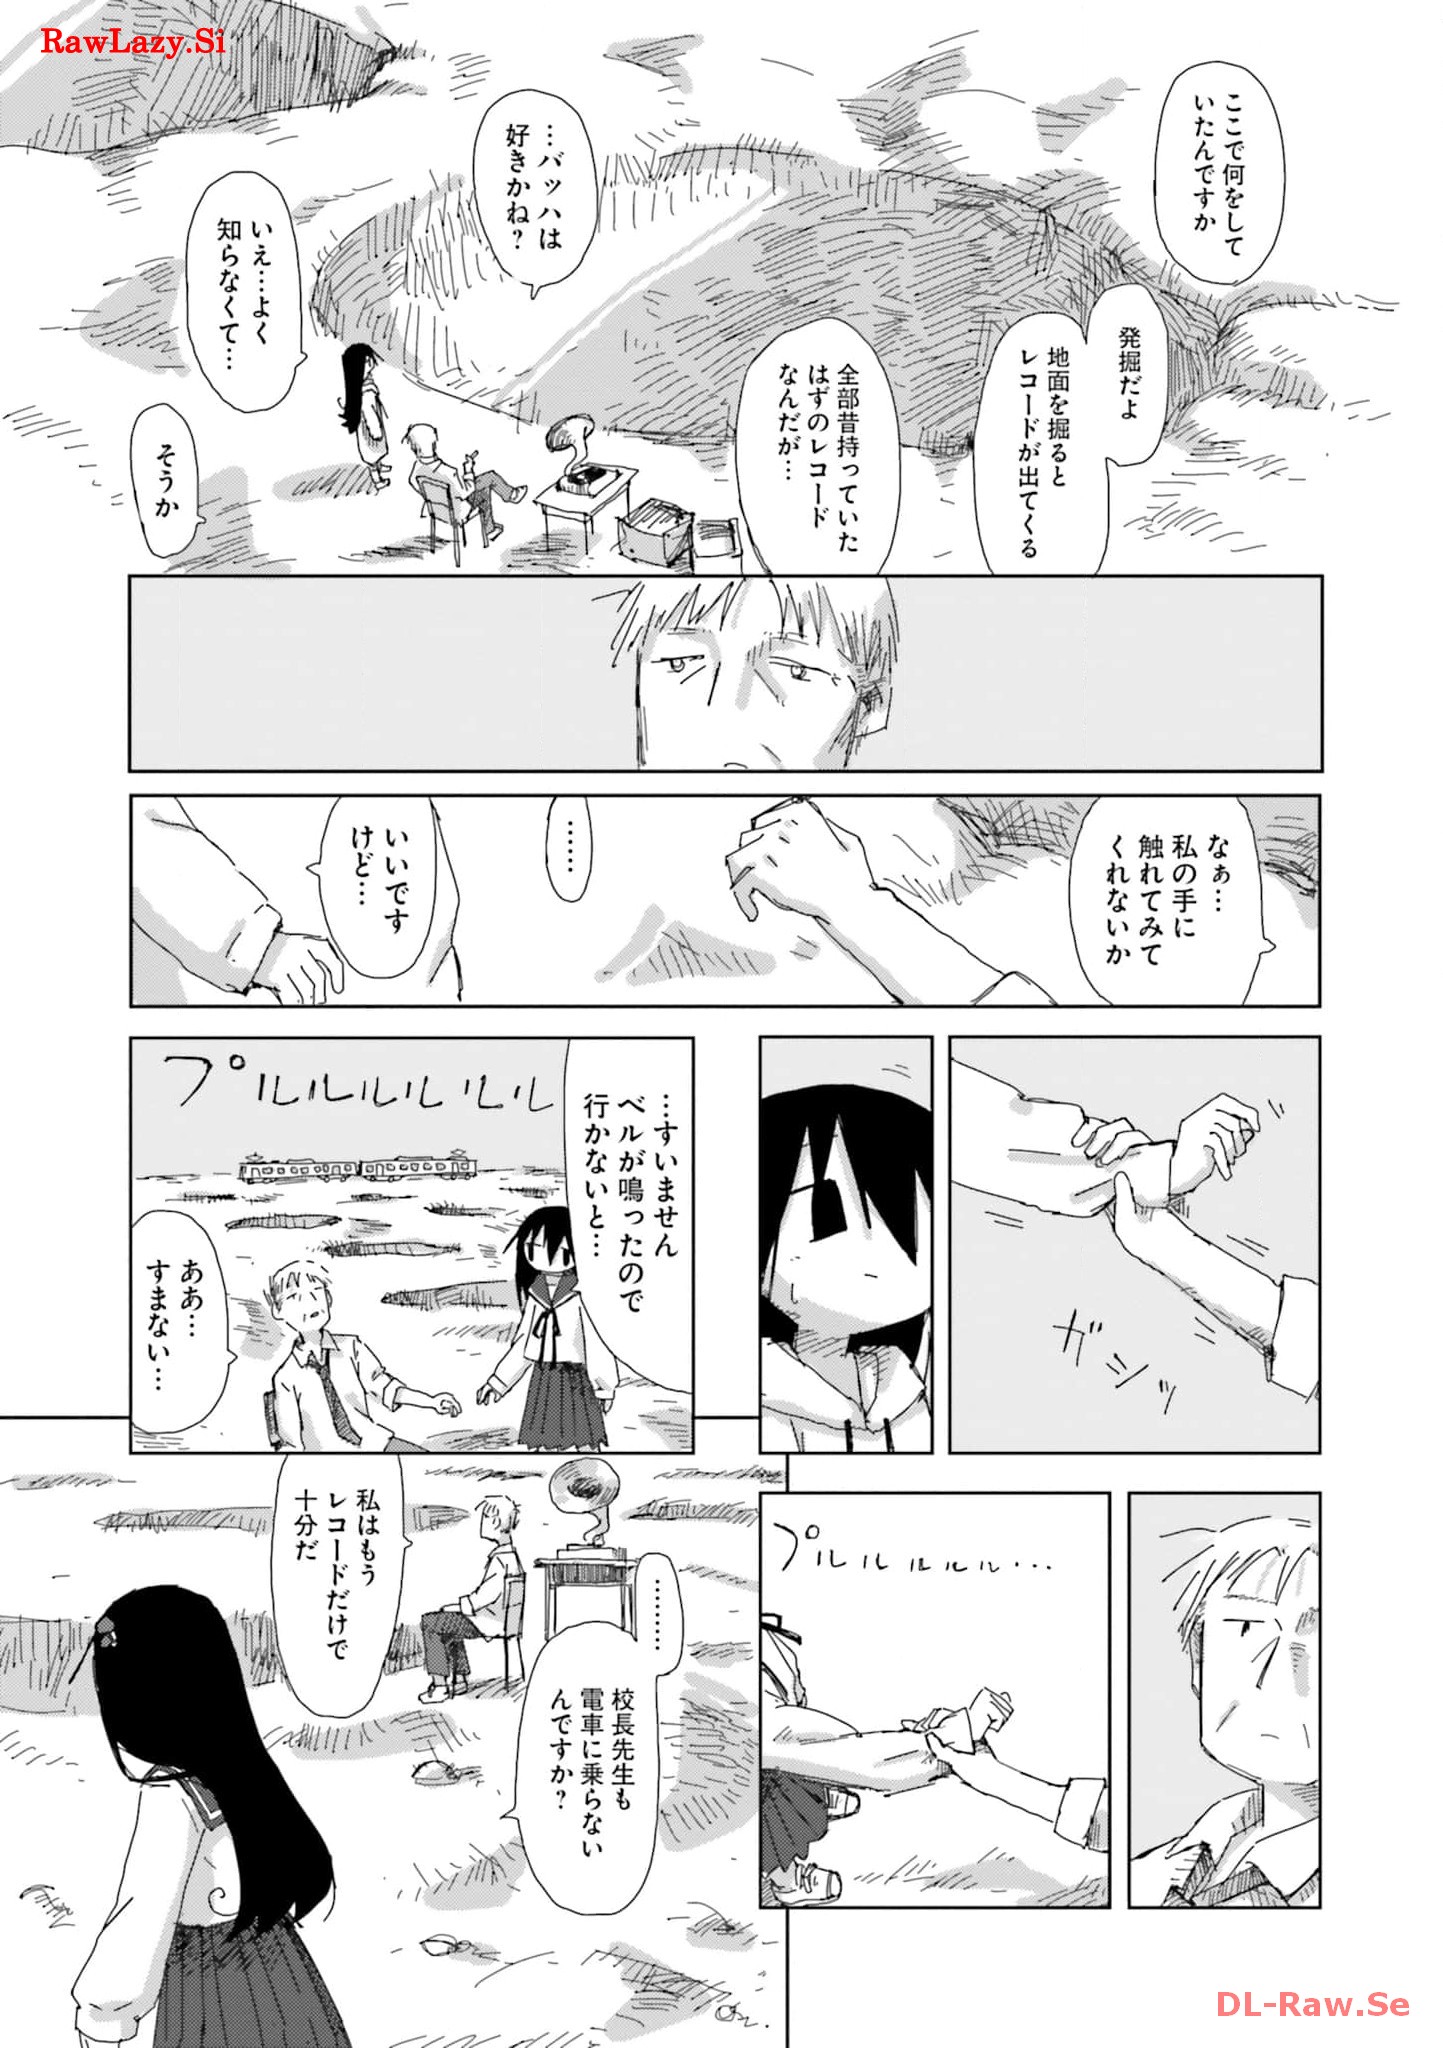 RawLazy.Si
ここで何をして
いたんですか
発掘だよ
地面を掘ると
レコードが出てくる
全部昔持っていた
はずのレコード
なんだが…
…バッハは
好きかね?
いえ…よく
知らなくて…
そうか
なぁ…
私の手に
触れてみて
くれないか
……
いいです
けど…
ガシッ
プルルルルルル
…すいません
ベルが鳴ったので
行かないと…
ああ…
すまない…
プルルルルル…
………
校長先生も
電車に乗らない
んですか?
私はもう
レコードだけで
十分だ
DL-Raw.Se